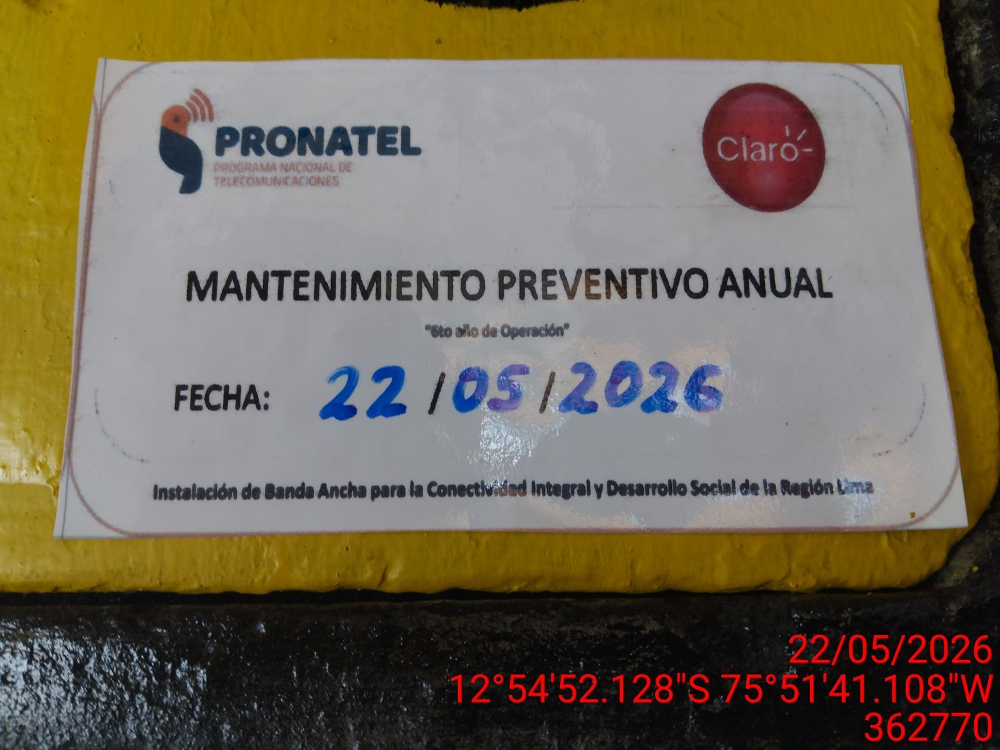 PRONATEL
PROGRAMA NACIONAL DE
TELECOMUNICACIONES
Claro
MANTENIMIENTO PREVENTIVO ANUAL
"6to año de Operación"
FECHA: 22 / 05 / 2026
Instalación de Banda Ancha para la Conectividad Integral y Desarrollo Social de la Región Lima
22/05/2026
12°54'52.128"S 75°51'41.108"W
362770